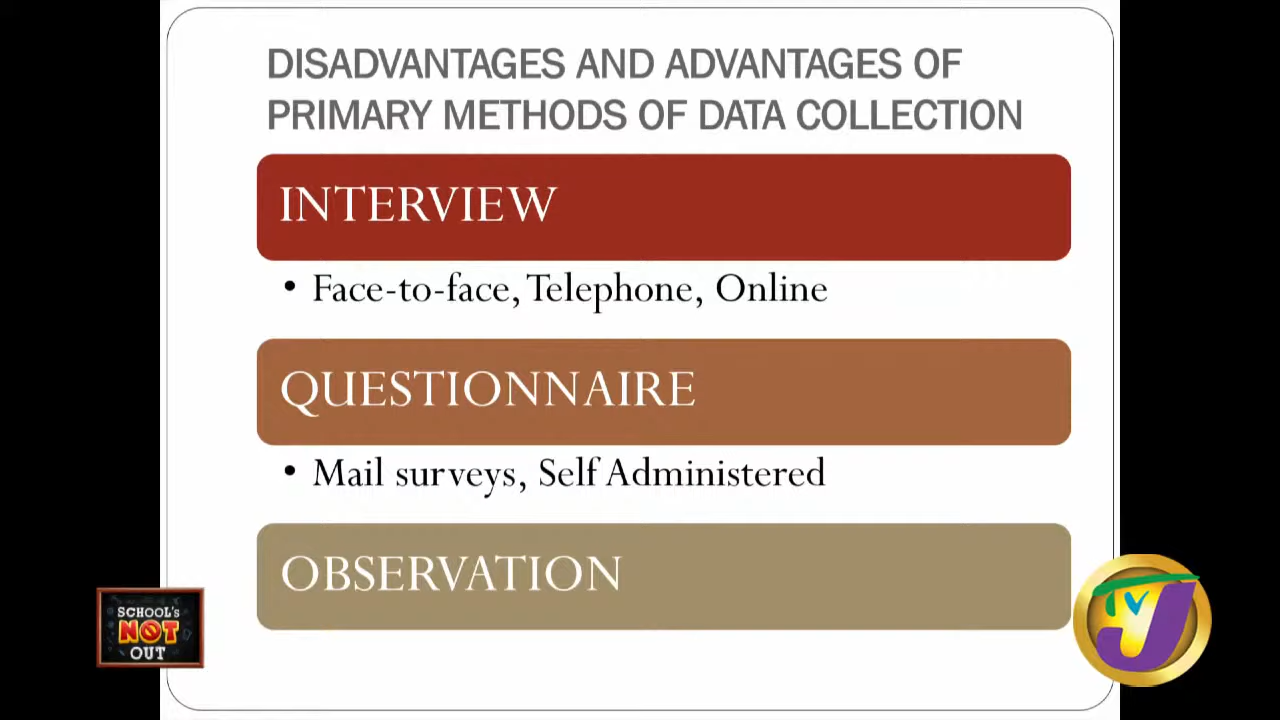 DISADVANTAGES AND ADVANTAGES OF
PRIMARY METHODS OF DATA COLLECTION
INTERVIEW
• Face-to-face, Telephone, Online
QUESTIONNAIRE
• Mail surveys, Self Administered
OBSERVATION
SCHOOL's
NOT
OUT
TVJ